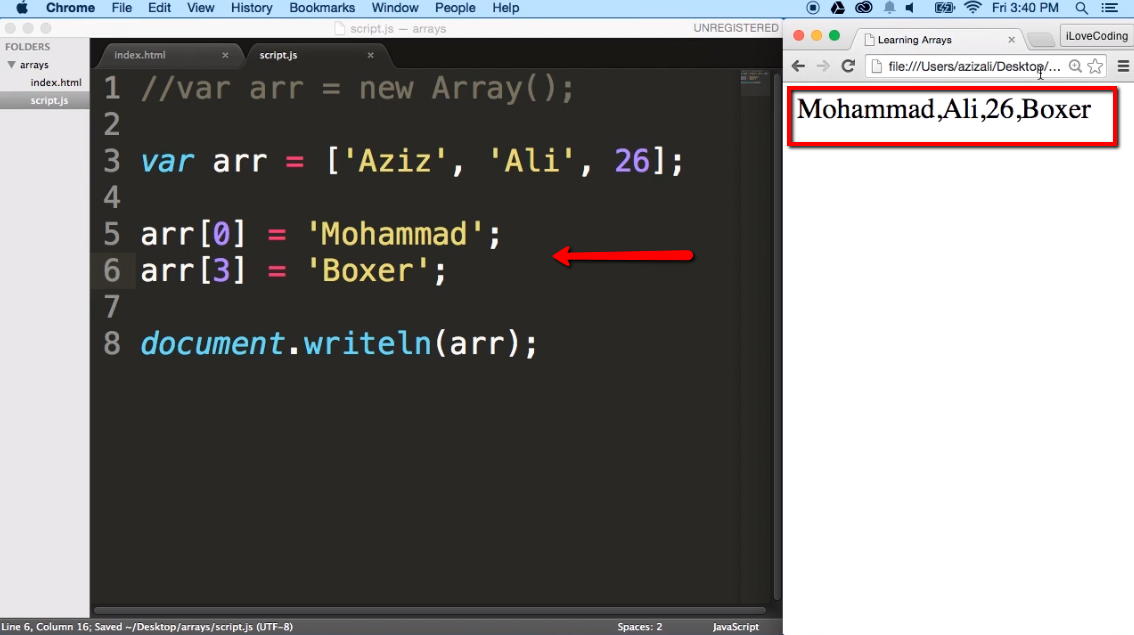 Chrome File Edit View History Bookmarks Window People Help Fri 3:40 PM
script.js — arrays UNREGISTERED
FOLDERS
arrays
index.html
script.js
index.html × script.js ×
1 //var arr = new Array();
2
3 var arr = ['Aziz', 'Ali', 26];
4
5 arr[0] = 'Mohammad';
6 arr[3] = 'Boxer';
7
8 document.writeln(arr);
Line 6, Column 16; Saved ~/Desktop/arrays/script.js (UTF-8) Spaces: 2 JavaScript
Learning Arrays × iLoveCoding
file:///Users/azizali/Desktop/...
Mohammad,Ali,26,Boxer